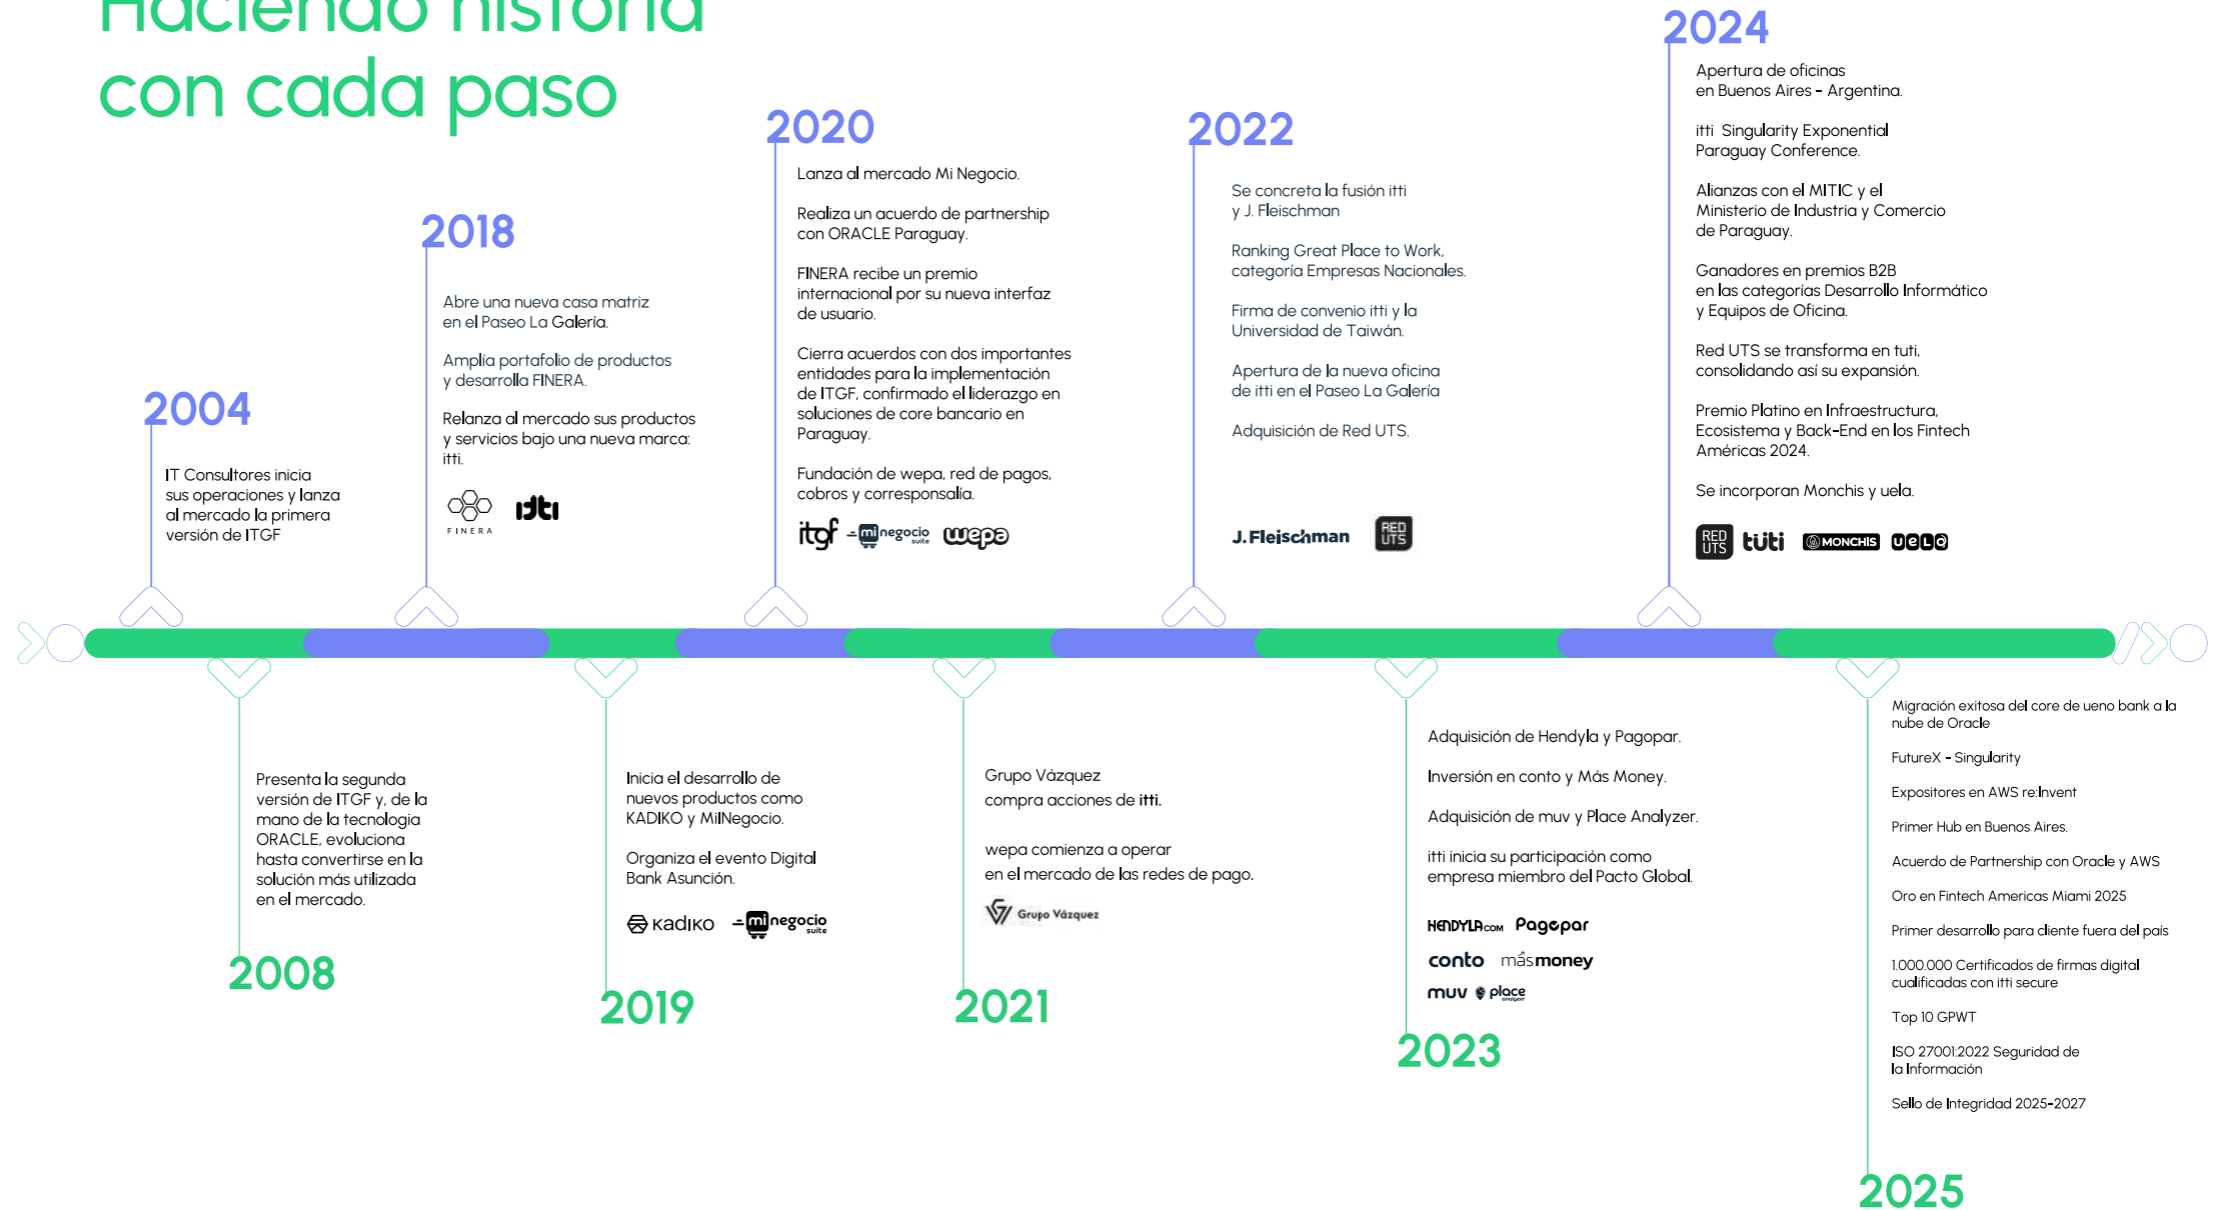 Haciendo historia
con cada paso
2004
IT Consultores inicia
sus operaciones y lanza
al mercado la primera
versión de ITGF
2008
Presenta la segunda
versión de ITGF y, de la
mano de la tecnologia
ORACLE, evoluciona
hasta convertirse en la
solución más utilizada
en el mercado.
2018
Abre una nueva casa matriz
en el Paseo La Galería.
Amplía portafolio de productos
y desarrolla FINERA.
Relanza al mercado sus productos
y servicios bajo una nueva marca:
itti.
FINERA
2019
Inicia el desarrollo de
nuevos productos como
KADIKO y MiINegocio.
Organiza el evento Digital
Bank Asunción.
KADIKO
mi negocio
suite
2020
Lanza al mercado Mi Negocio.
Realiza un acuerdo de partnership
con ORACLE Paraguay.
FINERA recibe un premio
internacional por su nueva interfaz
de usuario.
Cierra acuerdos con dos importantes
entidades para la implementación
de ITGF, confirmado el liderazgo en
soluciones de core bancario en
Paraguay.
Fundación de wepa, red de pagos,
cobros y corresponsalía.
itgf
mi negocio
suite
wepa
2021
Grupo Vázquez
compra acciones de itti.
wepa comienza a operar
en el mercado de las redes de pago.
Grupo Vázquez
2022
Se concreta la fusión itti
y J. Fleischman
Ranking Great Place to Work,
categoría Empresas Nacionales.
Firma de convenio itti y la
Universidad de Taiwán.
Apertura de la nueva oficina
de itti en el Paseo La Galería
Adquisición de Red UTS.
J. Fleischman
RED
UTS
2023
Adquisición de Hendyla y Pagopar.
Inversión en conto y Más Money.
Adquisición de muv y Place Analyzer.
itti inicia su participación como
empresa miembro del Pacto Global.
HENDYLA.COM Pagopar
conto másmoney
muv place
analyzer
2024
Apertura de oficinas
en Buenos Aires - Argentina.
itti Singularity Exponential
Paraguay Conference.
Alianzas con el MITIC y el
Ministerio de Industria y Comercio
de Paraguay.
Ganadores en premios B2B
en las categorías Desarrollo Informático
y Equipos de Oficina.
Red UTS se transforma en tuti,
consolidando así su expansión.
Premio Platino en Infraestructura,
Ecosistema y Back-End en los Fintech
Américas 2024.
Se incorporan Monchis y uela.
RED
UTS
tuti
MONCHIS
uela
2025
Migración exitosa del core de ueno bank a la
nube de Oracle
FutureX - Singularity
Expositores en AWS re:Invent
Primer Hub en Buenos Aires.
Acuerdo de Partnership con Oracle y AWS
Oro en Fintech Americas Miami 2025
Primer desarrollo para cliente fuera del país
1.000.000 Certificados de firmas digital
cualificadas con itti secure
Top 10 GPWT
ISO 27001:2022 Seguridad de
la Información
Sello de Integridad 2025-2027